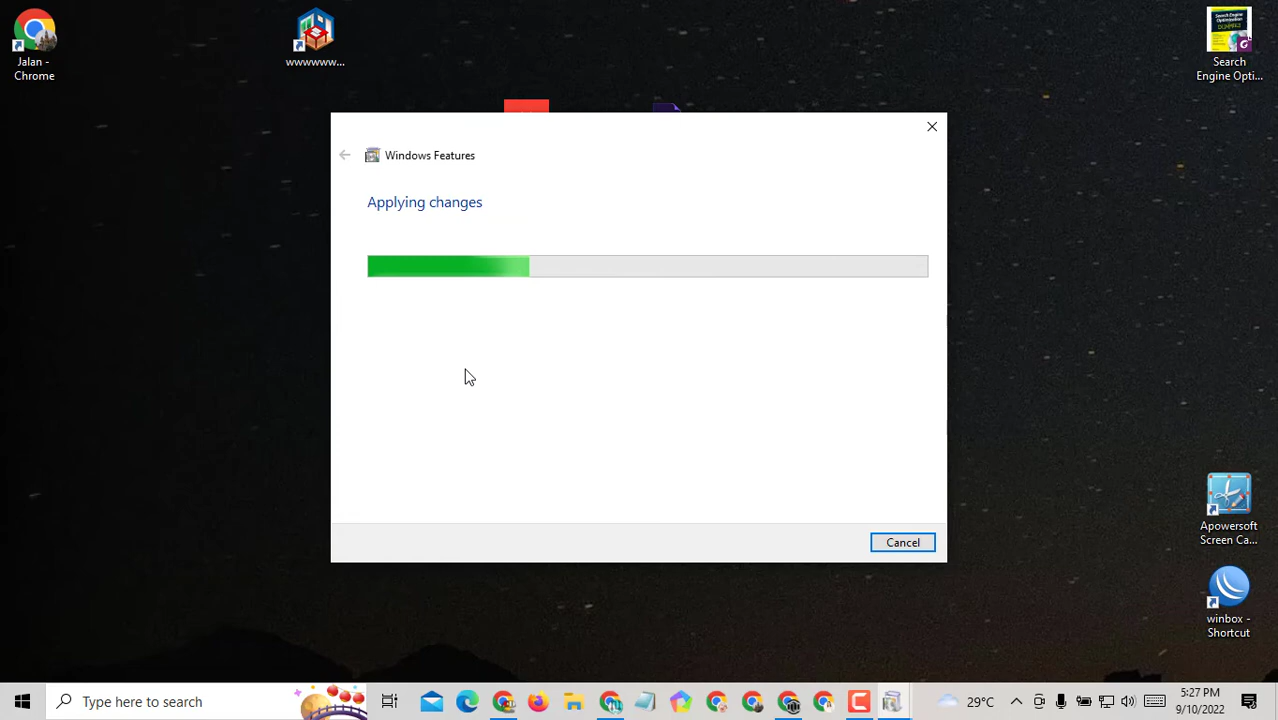 Jalan -
Chrome
wwwwww...
Search
Engine Opti...
Windows Features
Applying changes
Cancel
Apowersoft
Screen Ca...
winbox -
Shortcut
Type here to search
29°C
5:27 PM
9/10/2022